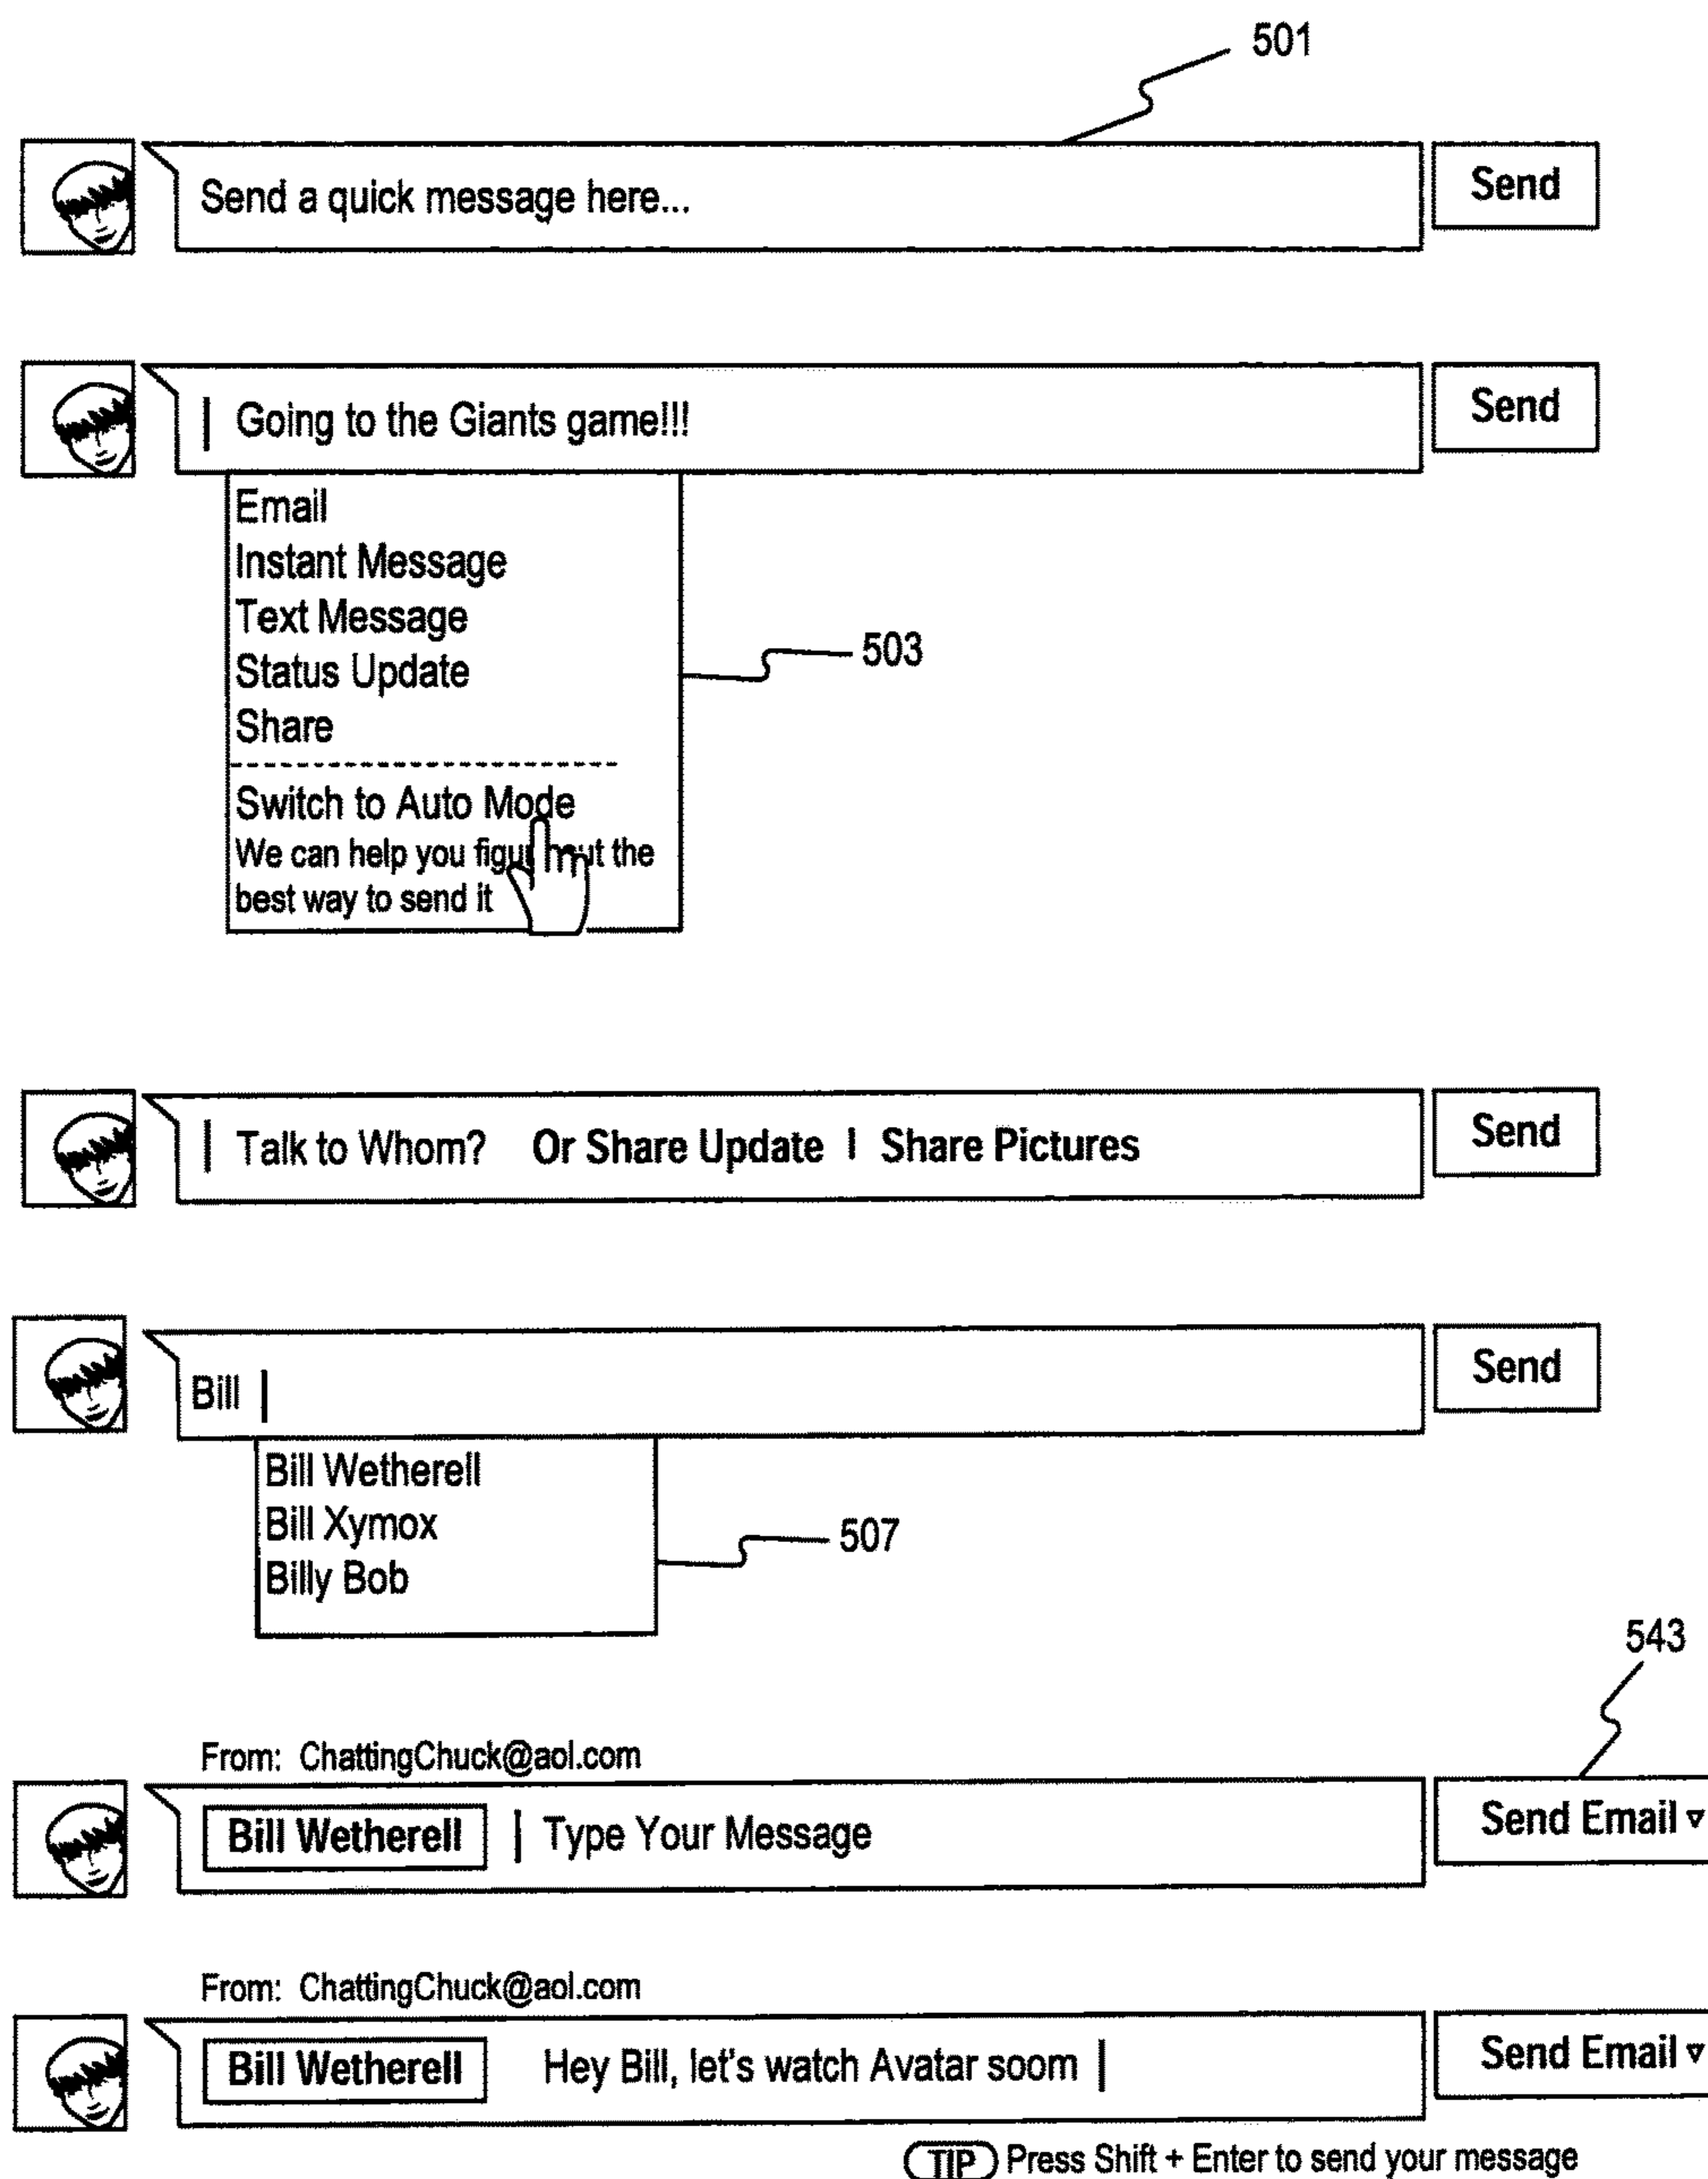 501
Send a quick message here... Send
| Going to the Giants game!!! Send
Email
Instant Message
Text Message
Status Update
503
Share
Switch to Auto Mode
We can help you the
best way to send it
| Talk to Whom? Or Share Update | Share Pictures Send
Bill | Send
Bill Wetherell
Bill Xymox
507
Billy Bob
543
From: ChattingChuck@aol.com
Bill Wetherell | Type Your Message Send Email ▿
From: ChattingChuck@aol.com
Bill Wetherell Hey Bill, let's watch Avatar soom | Send Email ▿
TIP Press Shift + Enter to send your message